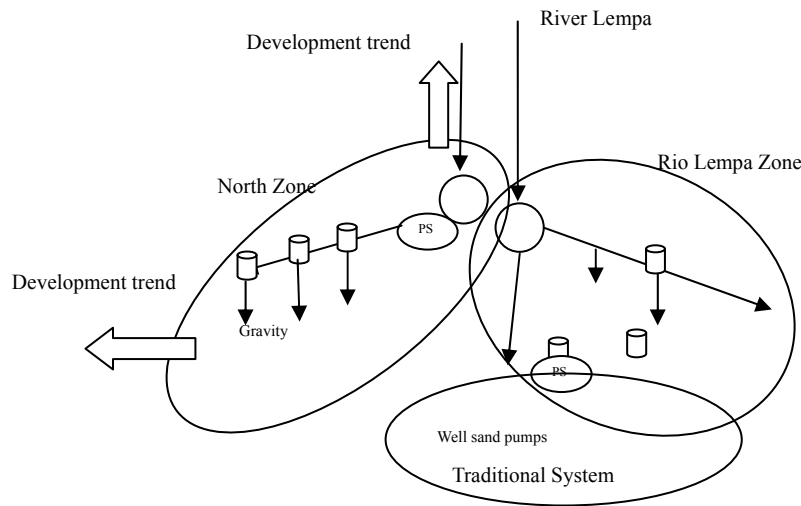 River Lempa
Development trend
Rio Lempa Zone
North Zone
PS
Development trend
Gravity
PS
Well sand pumps
Traditional System